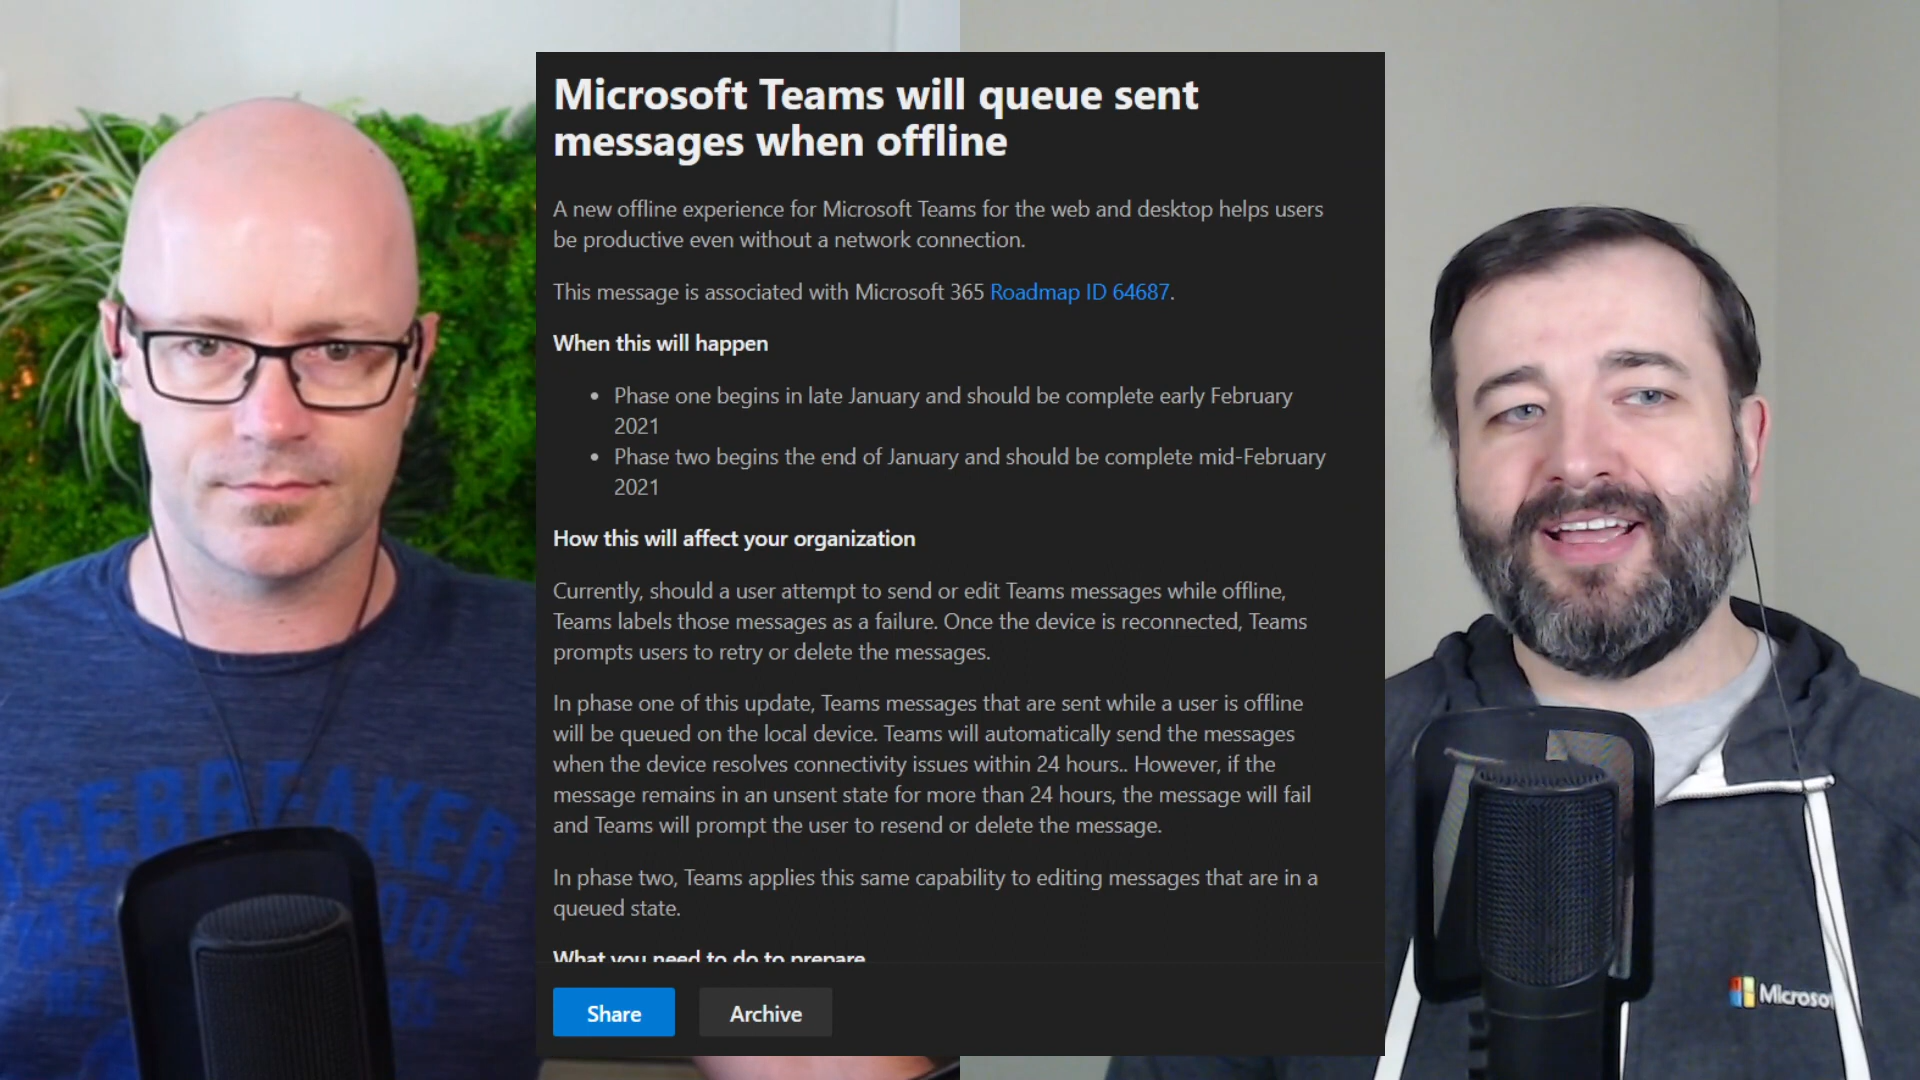 Microsoft Teams will queue sent
messages when offline
A new offline experience for Microsoft Teams for the web and desktop helps users
be productive even without a network connection.
This message is associated with Microsoft 365 Roadmap ID 64687.
When this will happen
• Phase one begins in late January and should be complete early February
2021
• Phase two begins the end of January and should be complete mid-February
2021
How this will affect your organization
Currently, should a user attempt to send or edit Teams messages while offline,
Teams labels those messages as a failure. Once the device is reconnected, Teams
prompts users to retry or delete the messages.
In phase one of this update, Teams messages that are sent while a user is offline
will be queued on the local device. Teams will automatically send the messages
when the device resolves connectivity issues within 24 hours.. However, if the
message remains in an unsent state for more than 24 hours, the message will fail
and Teams will prompt the user to resend or delete the message.
In phase two, Teams applies this same capability to editing messages that are in a
queued state.
What you need to do to prepare
Share
Archive
ICEBREAKER
Microso